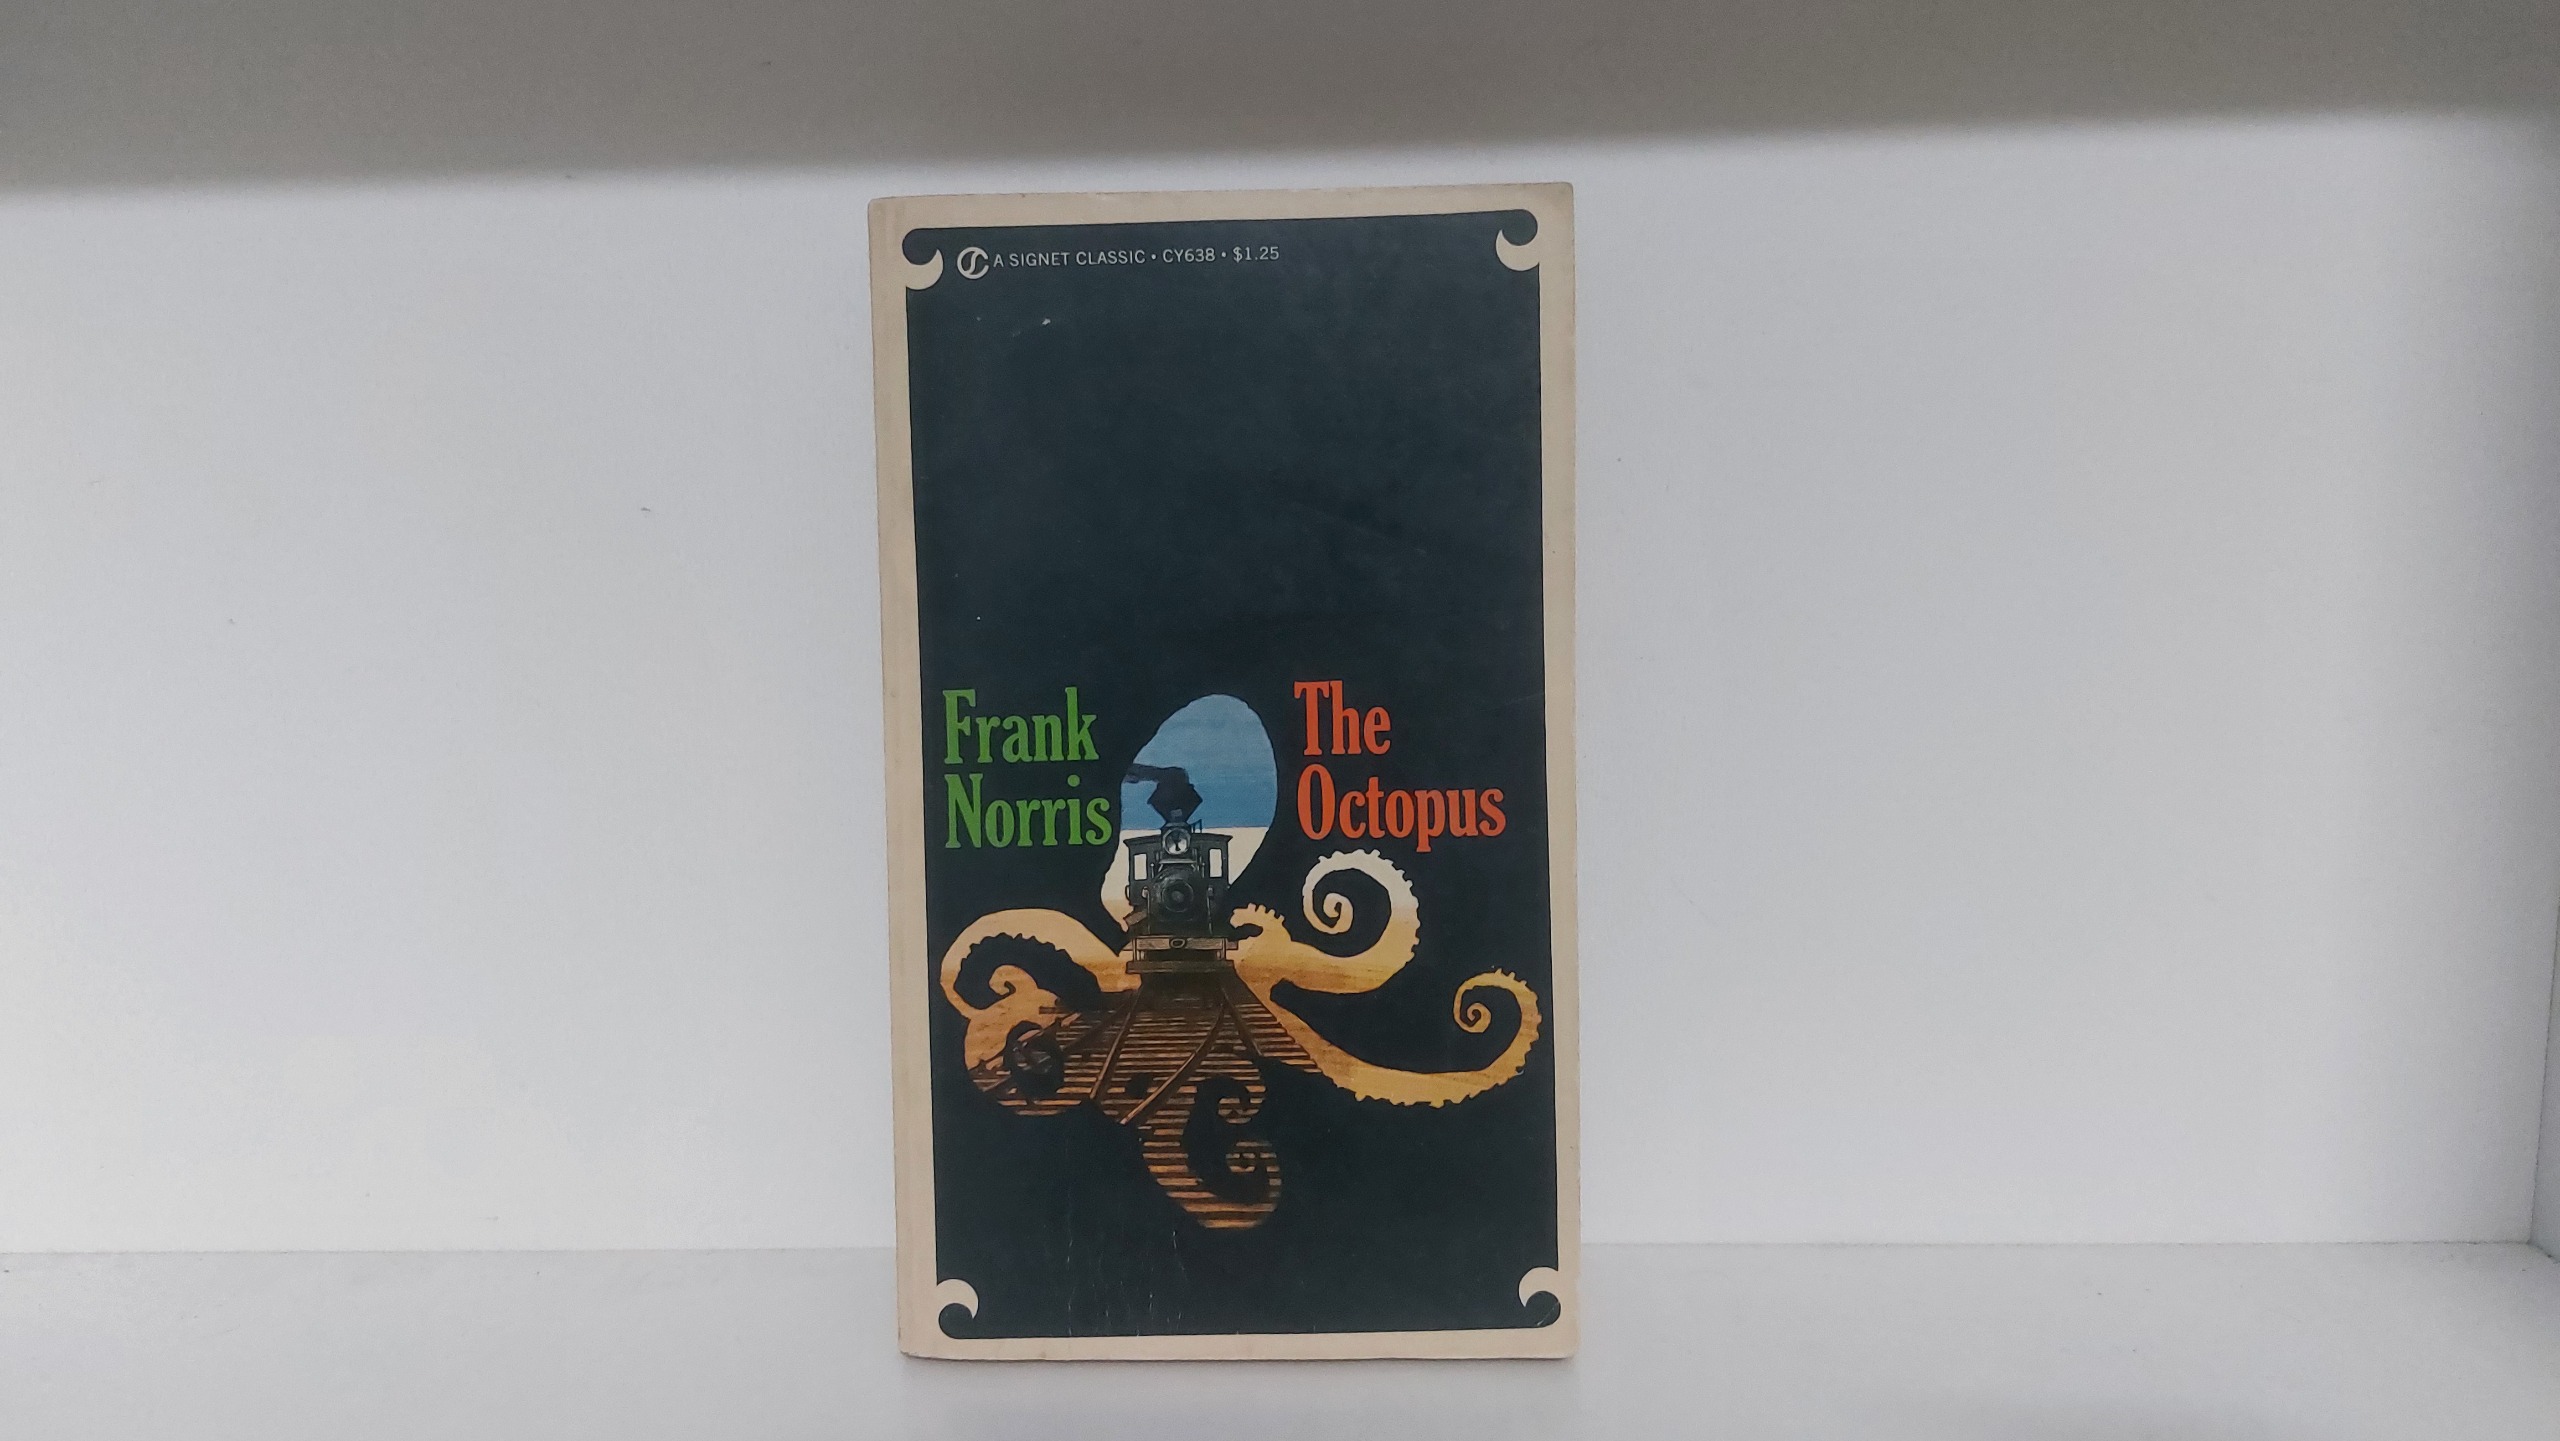 A SIGNET CLASSIC • CY638 • $1.25
Frank
Norris
The
Octopus